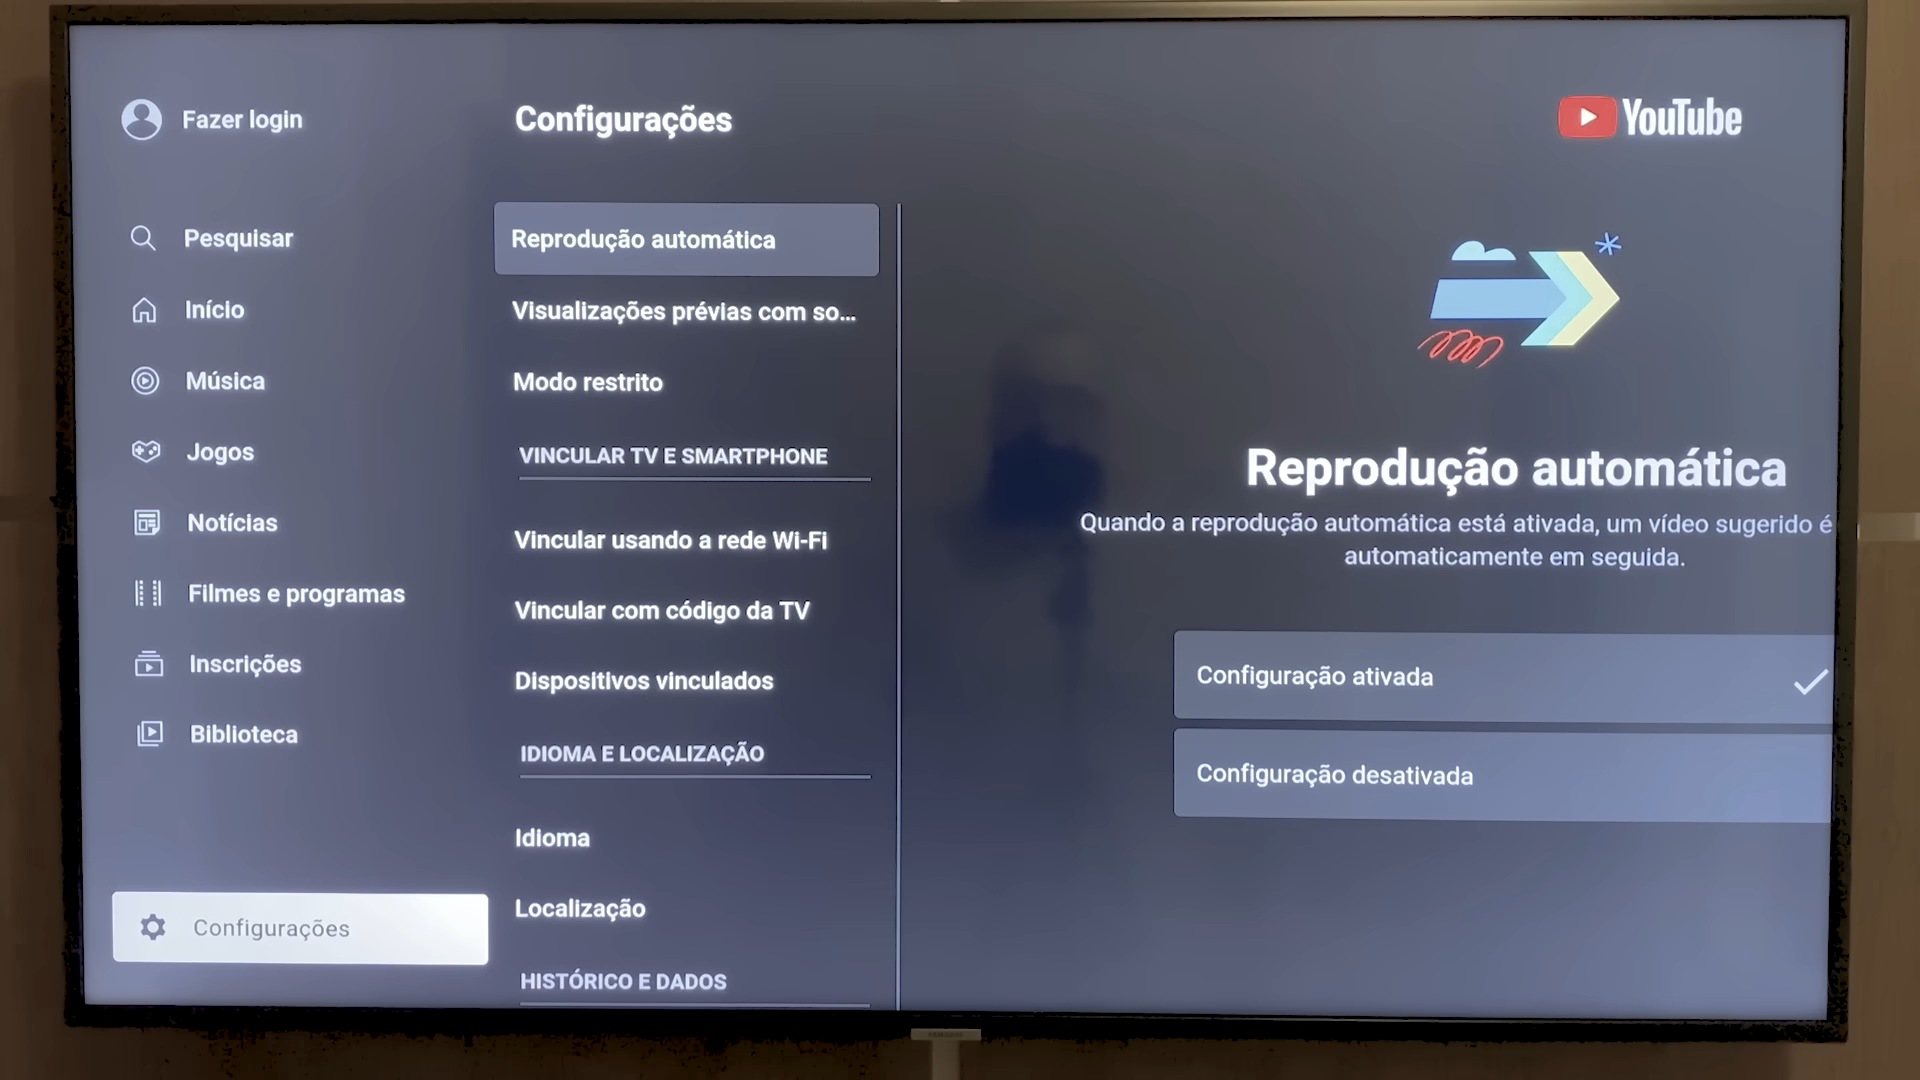 Fazer login
Pesquisar
Início
Música
Jogos
Notícias
Filmes e programas
Inscrições
Biblioteca
Configurações
Configurações
Reprodução automática
Visualizações prévias com so...
Modo restrito
VINCULAR TV E SMARTPHONE
Vincular usando a rede Wi-Fi
Vincular com código da TV
Dispositivos vinculados
IDIOMA E LOCALIZAÇÃO
Idioma
Localização
HISTÓRICO E DADOS
YouTube
Reprodução automática
Quando a reprodução automática está ativada, um vídeo sugerido é
automaticamente em seguida.
Configuração ativada
Configuração desativada